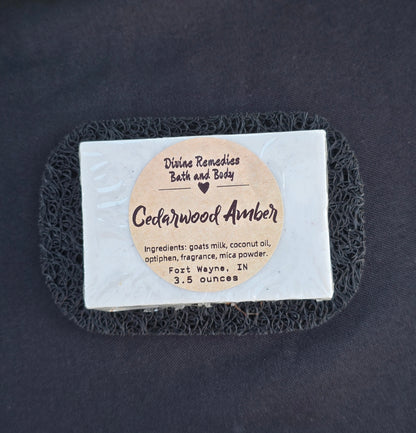 Divine Remedies
Bath and Body
Cedarwood Amber
Ingredients: goats milk, coconut oil,
optiphen, fragrance, mica powder.
Fort Wayne, IN
3.5 ounces